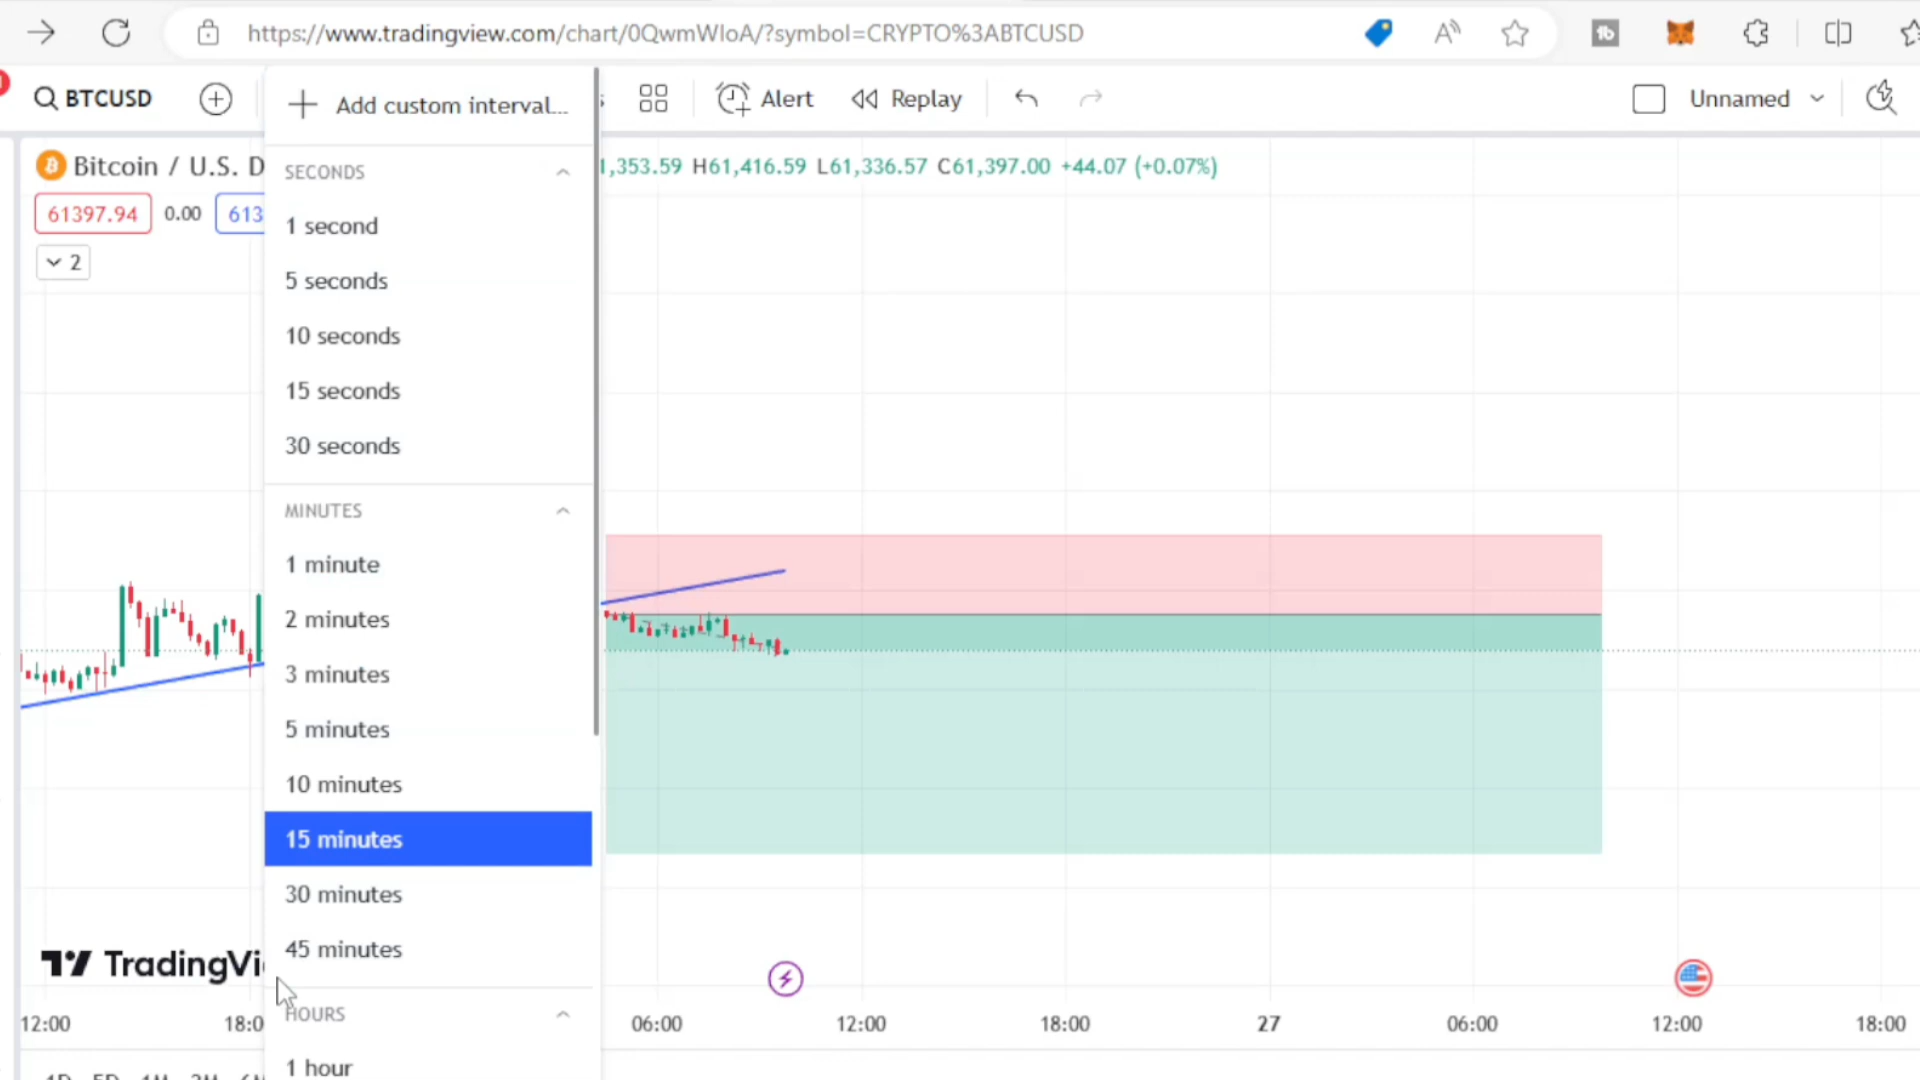 https://www.tradingview.com/chart/0QwmWloA/?symbol=CRYPTO%3ABTCUSD
BTCUSD
Add custom interval...
Alert
Replay
Unnamed
Bitcoin / U.S. D
1,353.59 H61,416.59 L61,336.57 C61,397.00 +44.07 (+0.07%)
61397.94 0.00 613
2
SECONDS
1 second
5 seconds
10 seconds
15 seconds
30 seconds
MINUTES
1 minute
2 minutes
3 minutes
5 minutes
10 minutes
15 minutes
30 minutes
45 minutes
TradingVi
HOURS
12:00 18:0 06:00 12:00 18:00 27 06:00 12:00 18:00
1 hour